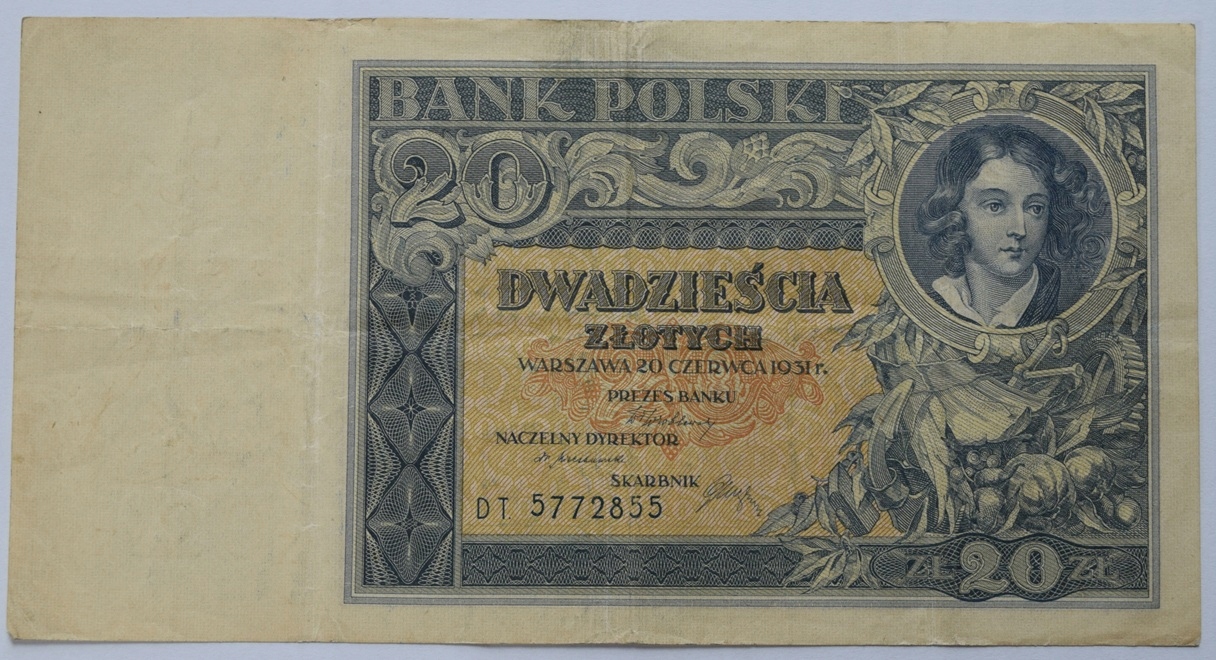 BANK POLSKI
20
DWADZIEŚCIA
ZŁOTYCH
WARSZAWA 20 CZERWCA 1931 r.
PREZES BANKU
NACZELNY DYREKTOR
SKARBNIK
DT. 5772855
ZŁ 20 ZŁ